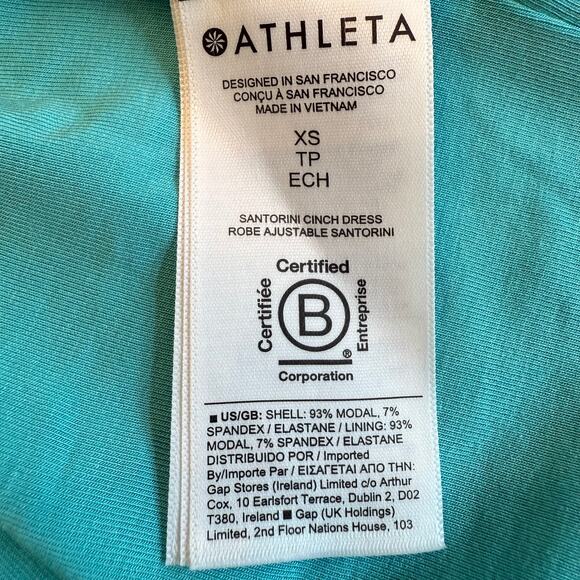 ATHLETA
DESIGNED IN SAN FRANCISCO
CONÇU À SAN FRANCISCO
MADE IN VIETNAM
XS
TP
ECH
SANTORINI CINCH DRESS
ROBE AJUSTABLE SANTORINI
Certified
Certifiée
B
Entreprise
®
Corporation
■ US/GB: SHELL: 93% MODAL, 7%
SPANDEX / ELASTANE / LINING: 93%
MODAL, 7% SPANDEX / ELASTANE
DISTRIBUIDO POR / Imported
By/Importe Par / ΕΙΣΑΓΕΤΑΙ ΑΠΟ ΤΗΝ:
Gap Stores (Ireland) Limited c/o Arthur
Cox, 10 Earlsfort Terrace, Dublin 2, D02
T380, Ireland ■ Gap (UK Holdings)
Limited, 2nd Floor Nations House, 103